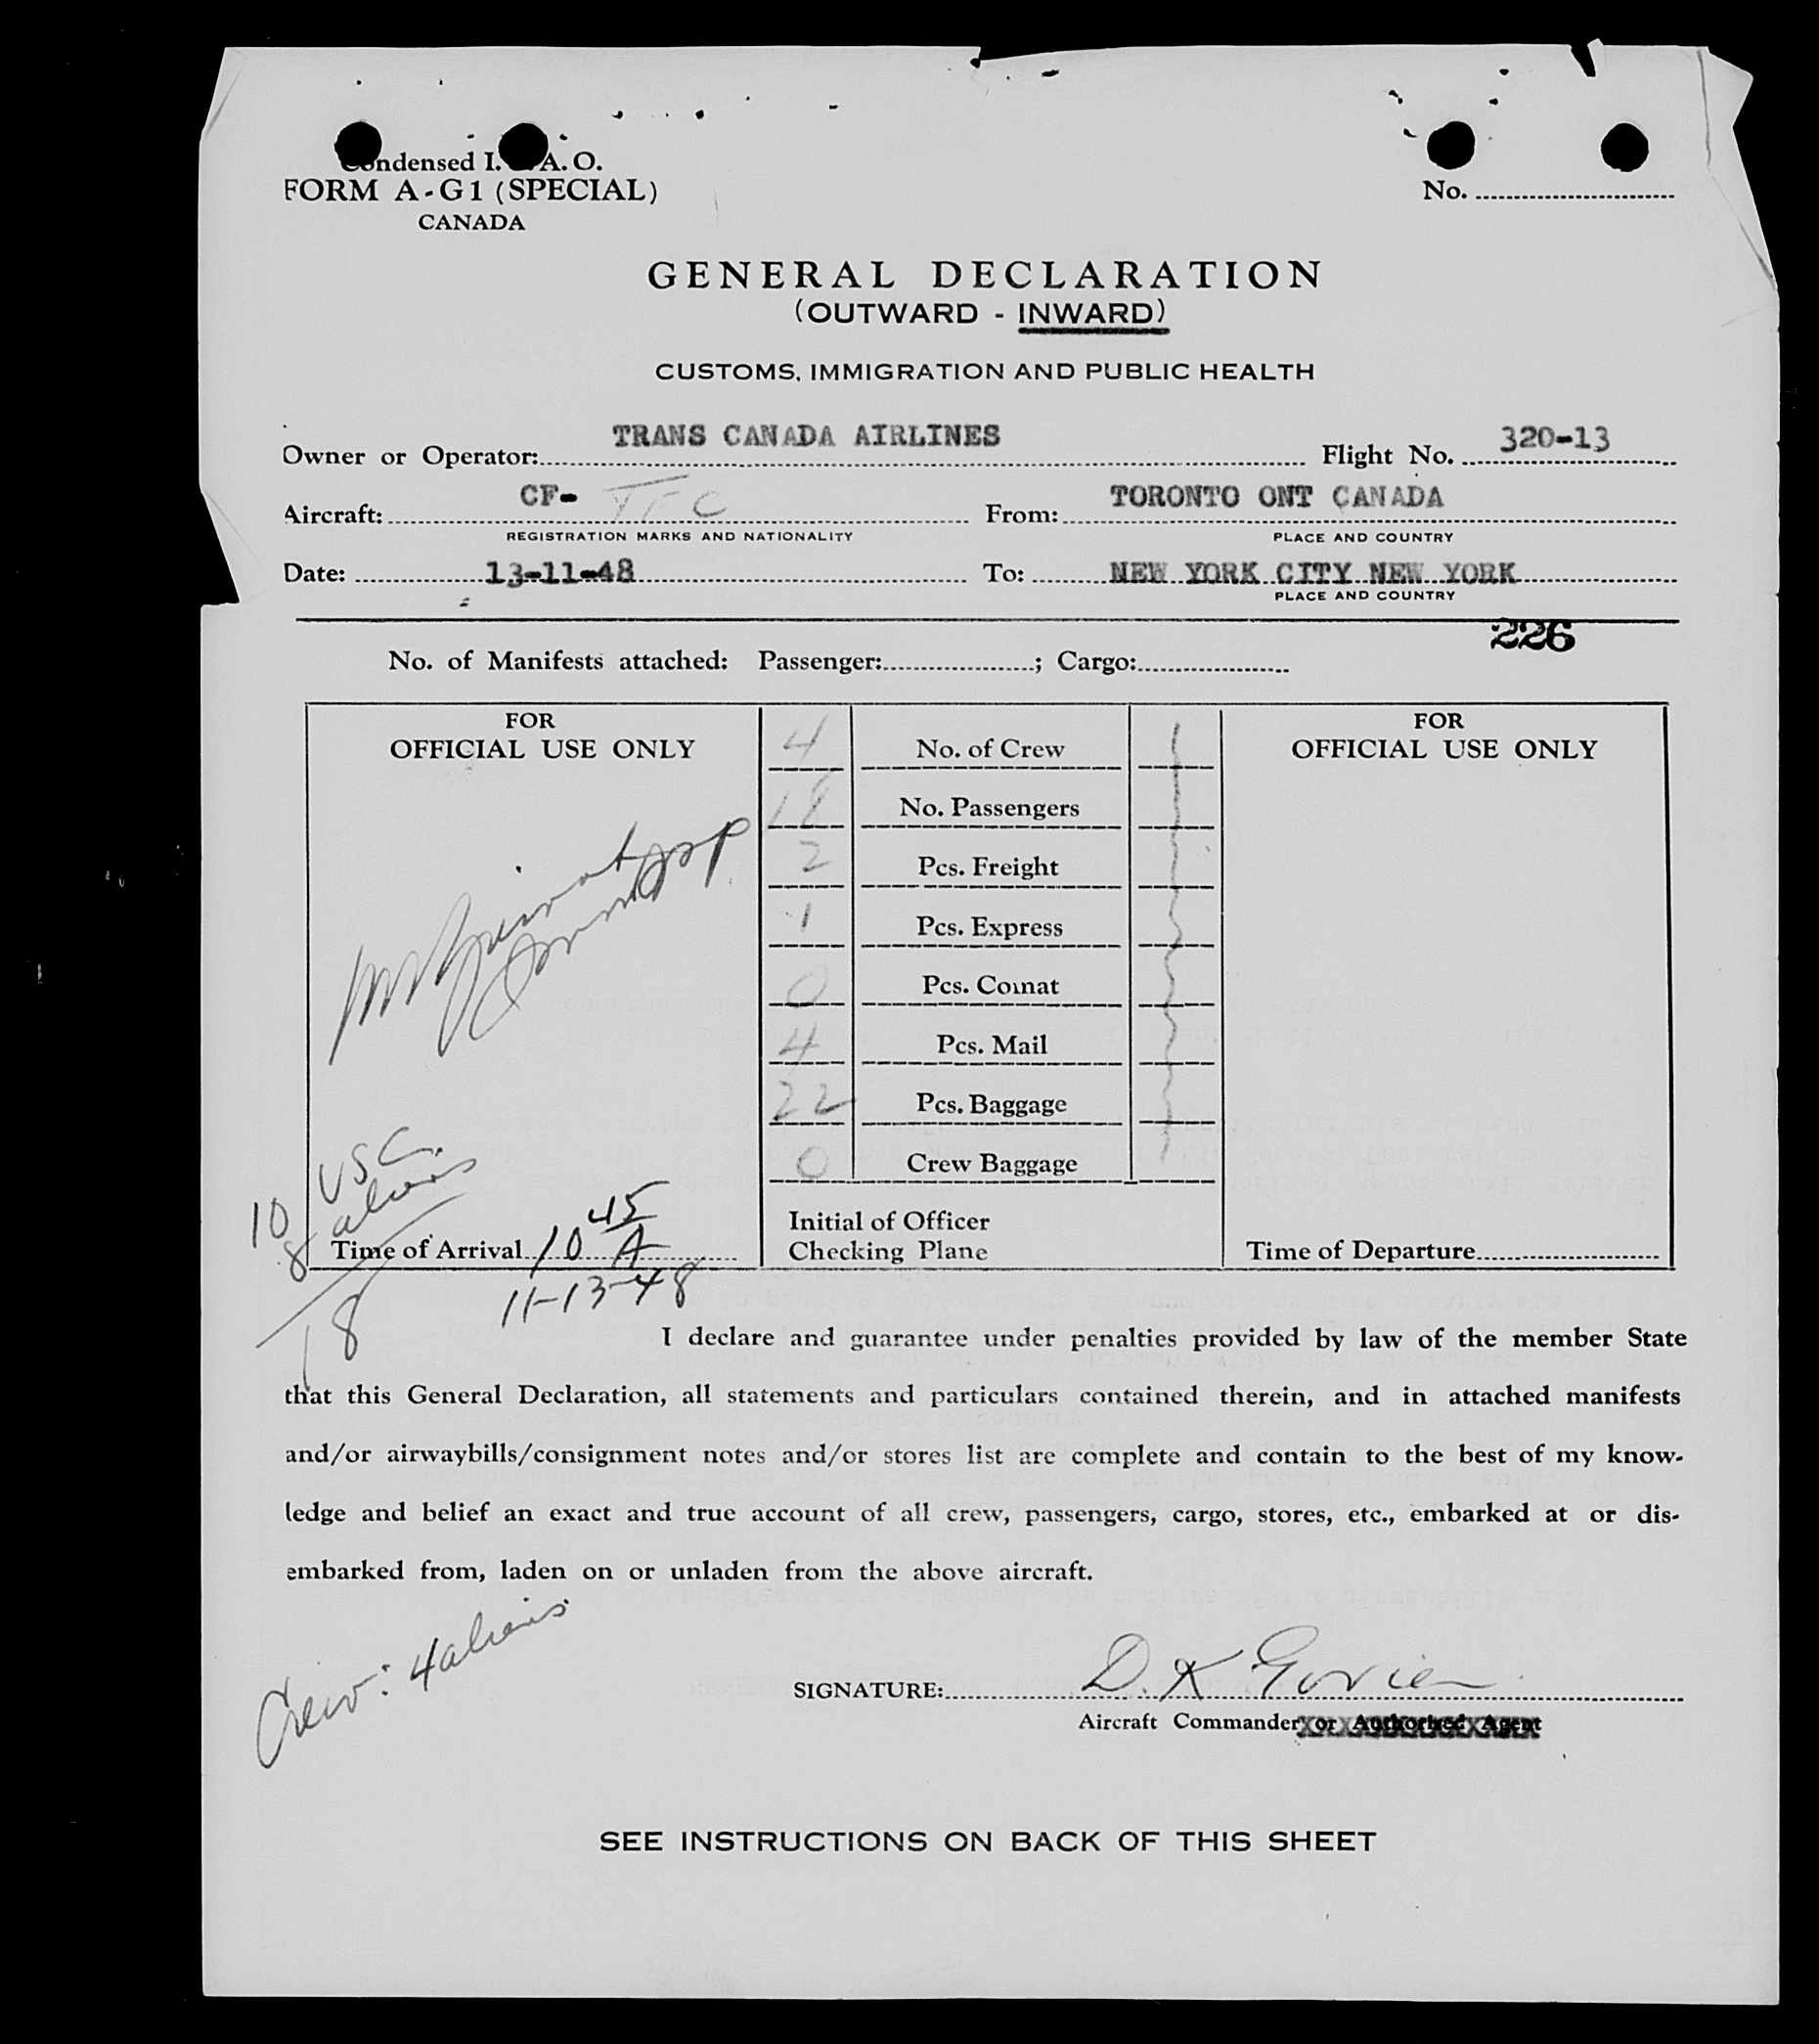 Condensed I. A. O.
FORM A-G1 (SPECIAL)
CANADA
No.
GENERAL DECLARATION
(OUTWARD - INWARD)
CUSTOMS, IMMIGRATION AND PUBLIC HEALTH
Owner or Operator: TRANS CANADA AIRLINES Flight No. 320-13
Aircraft: CF- From: TORONTO ONT CANADA
REGISTRATION MARKS AND NATIONALITY PLACE AND COUNTRY
Date: 13-11-48 To: NEW YORK CITY NEW YORK
PLACE AND COUNTRY
226
No. of Manifests attached: Passenger: ; Cargo:
FOR
OFFICIAL USE ONLY
4 No. of Crew
18 No. Passengers
2 Pcs. Freight
1 Pcs. Express
0 Pcs. Comat
4 Pcs. Mail
22 Pcs. Baggage
0 Crew Baggage
FOR
OFFICIAL USE ONLY
10 USC.
8 aliens
18
Time of Arrival 10 45 A
11-13-48
Initial of Officer
Checking Plane
Time of Departure
I declare and guarantee under penalties provided by law of the member State
that this General Declaration, all statements and particulars contained therein, and in attached manifests
and/or airwaybills/consignment notes and/or stores list are complete and contain to the best of my know-
ledge and belief an exact and true account of all crew, passengers, cargo, stores, etc., embarked at or dis-
embarked from, laden on or unladen from the above aircraft.
Crew: 4 aliens
SIGNATURE: D. K
Aircraft Commander or Authorized Agent
SEE INSTRUCTIONS ON BACK OF THIS SHEET